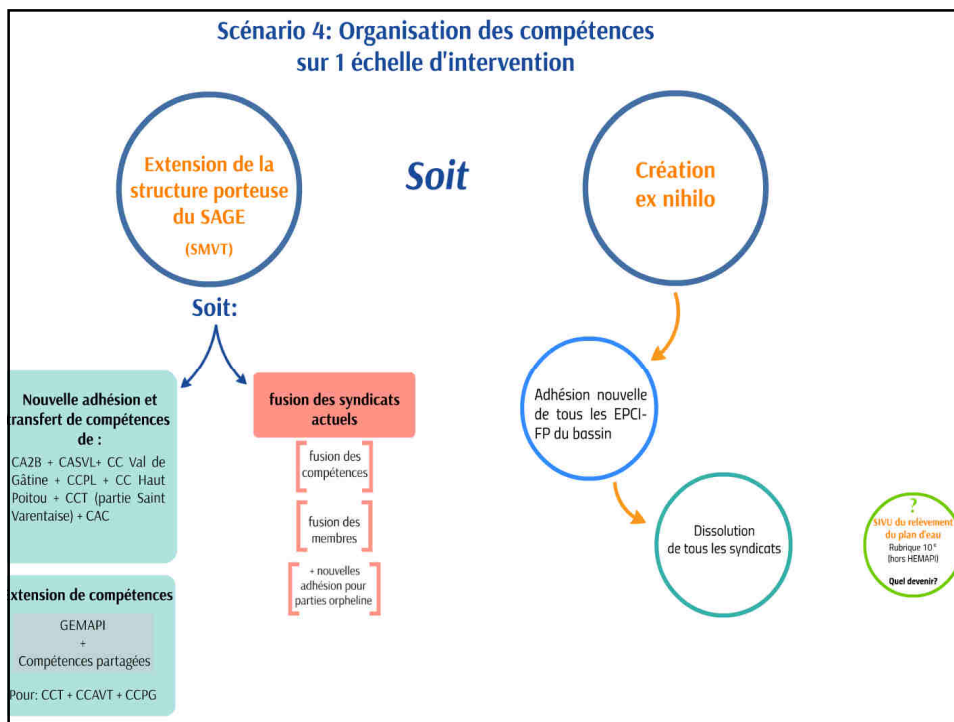 Scénario 4: Organisation des compétences
sur 1 échelle d'intervention
Extension de la
structure porteuse
du SAGE
(SMVT)
Soit
Création
ex nihilo
Soit:
Nouvelle adhésion et
transfert de compétences
de :
CA2B + CASVL+ CC Val de
Gâtine + CCPL + CC Haut
Poitou + CCT (partie Saint
Varentaise) + CAC
Extension de compétences
GEMAPI
+
Compétences partagées
Pour: CCT + CCAVT + CCPG
fusion des syndicats
actuels
fusion des
compétences
fusion des
membres
+ nouvelles
adhésion pour
parties orpheline
Adhésion nouvelle
de tous les EPCI-
FP du bassin
Dissolution
de tous les syndicats
?
SIVU du relèvement
du plan d'eau
Rubrique 10°
(hors HEMAPI)
Quel devenir?